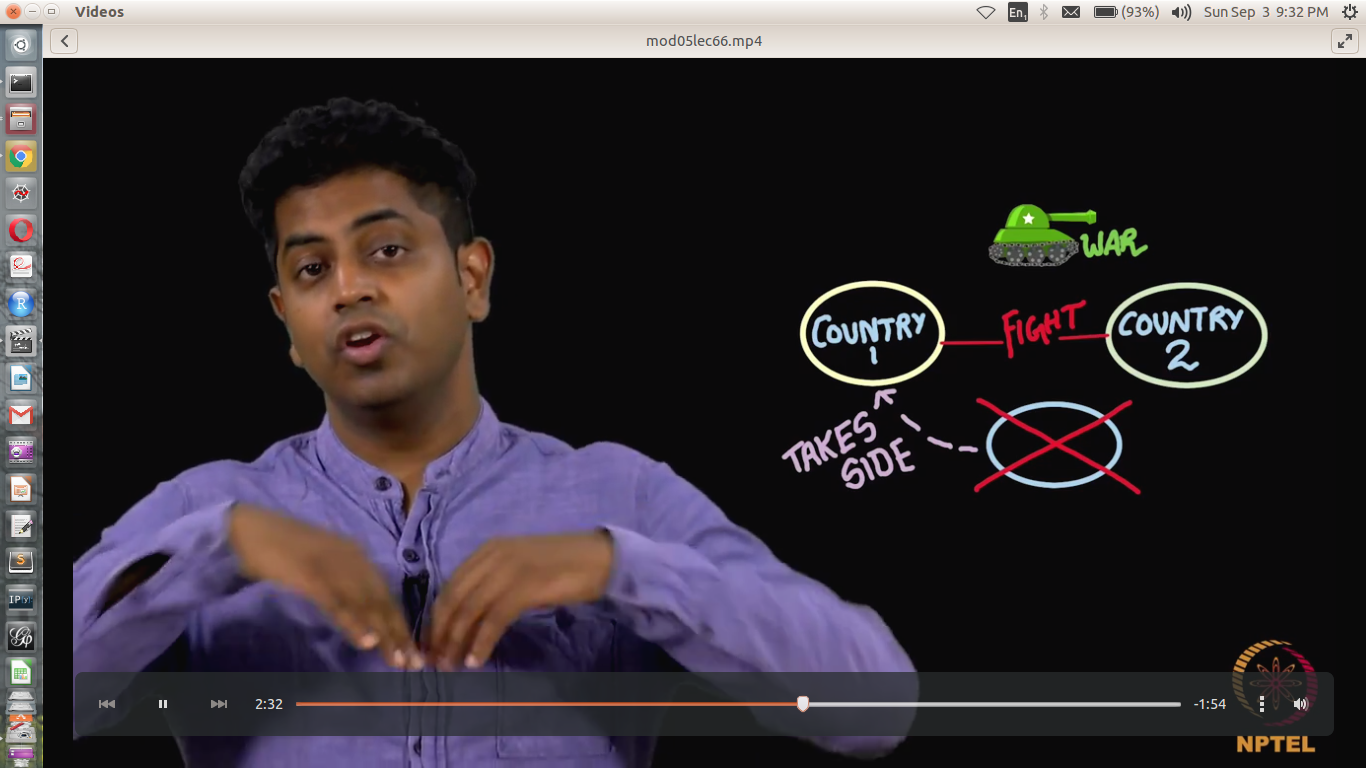 Videos
En1
(93%)
Sun Sep 3 9:32 PM
mod05lec66.mp4
WAR
COUNTRY
1
FIGHT
COUNTRY
2
TAKES
SIDE
2:32
-1:54
NPTEL